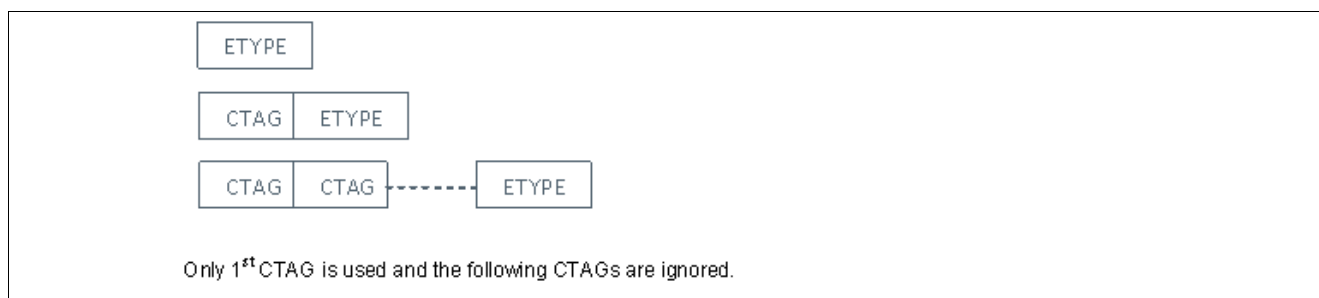 ETYPE
CTAG ETYPE
CTAG CTAG ETYPE
Only 1st CTAG is used and the following CTAGs are ignored.